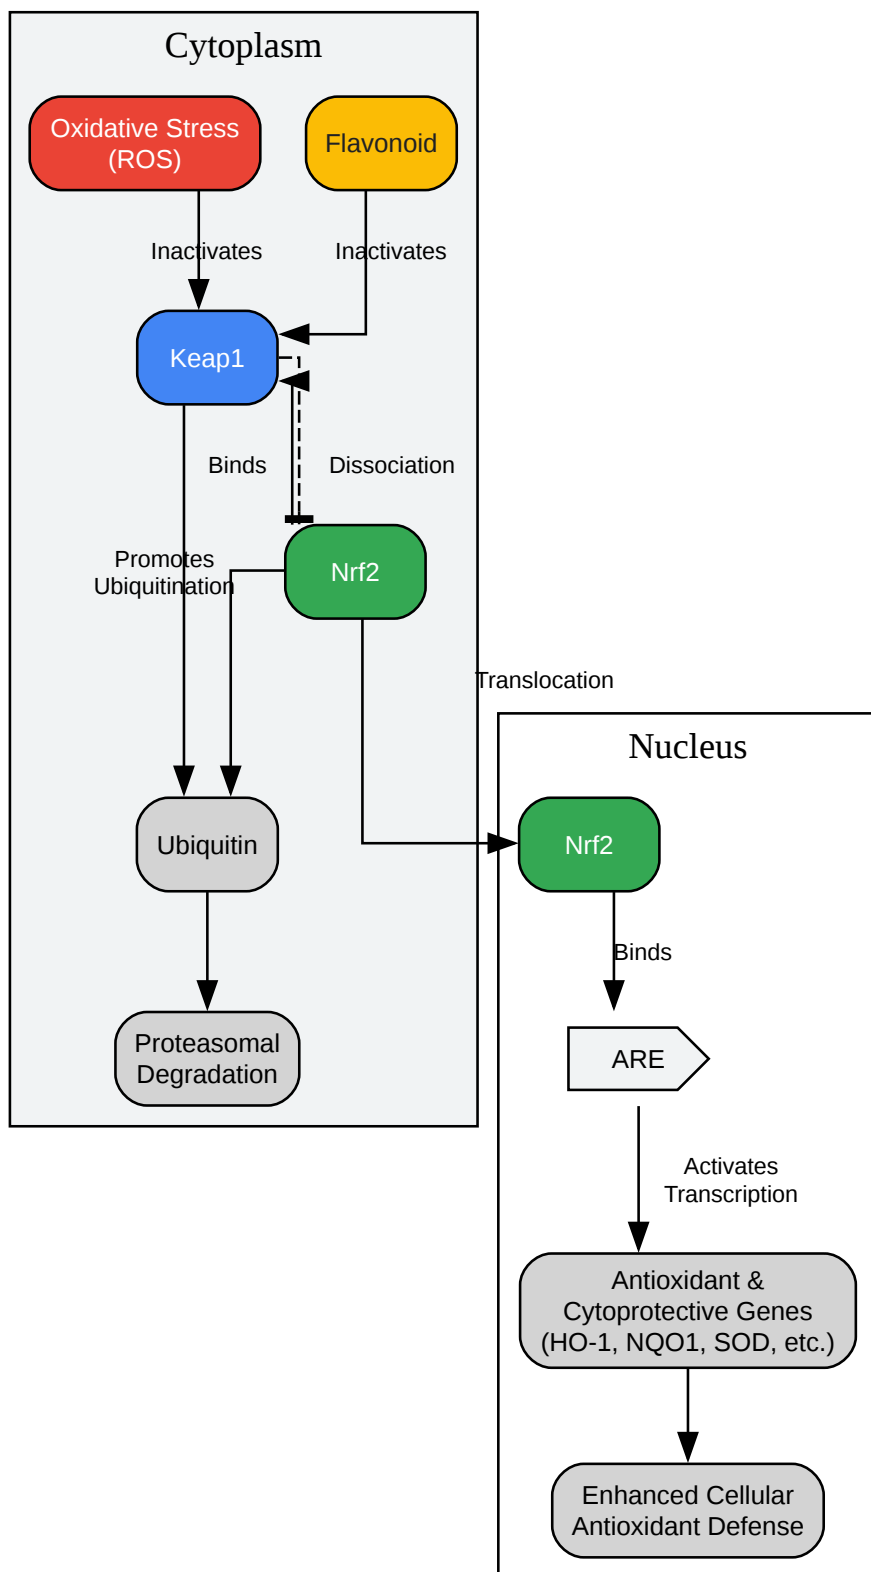 Cytoplasm
Oxidative Stress
(ROS)
Flavonoid
Inactivates
Inactivates
Keap1
Binds
Dissociation
Promotes
Ubiquitination
Nrf2
Translocation
Nucleus
Ubiquitin
Nrf2
Binds
Proteasomal
Degradation
ARE
Activates
Transcription
Antioxidant &
Cytoprotective Genes
(HO-1, NQO1, SOD, etc.)
Enhanced Cellular
Antioxidant Defense